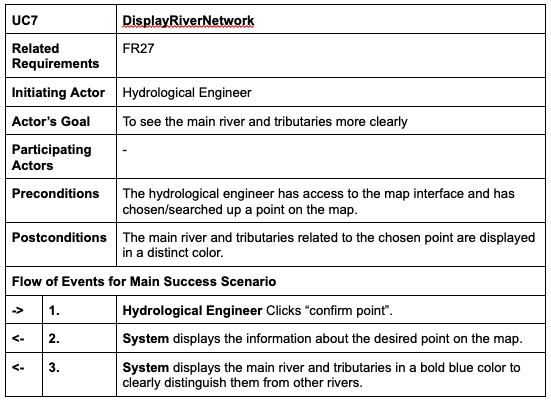 UC7 DisplayRiverNetwork
Related Requirements FR27
Initiating Actor Hydrological Engineer
Actor's Goal To see the main river and tributaries more clearly
Participating Actors -
Preconditions The hydrological engineer has access to the map interface and has
chosen/searched up a point on the map.
Postconditions The main river and tributaries related to the chosen point are displayed
in a distinct color.
Flow of Events for Main Success Scenario
-> 1. Hydrological Engineer Clicks “confirm point”.
<- 2. System displays the information about the desired point on the map.
<- 3. System displays the main river and tributaries in a bold blue color to
clearly distinguish them from other rivers.